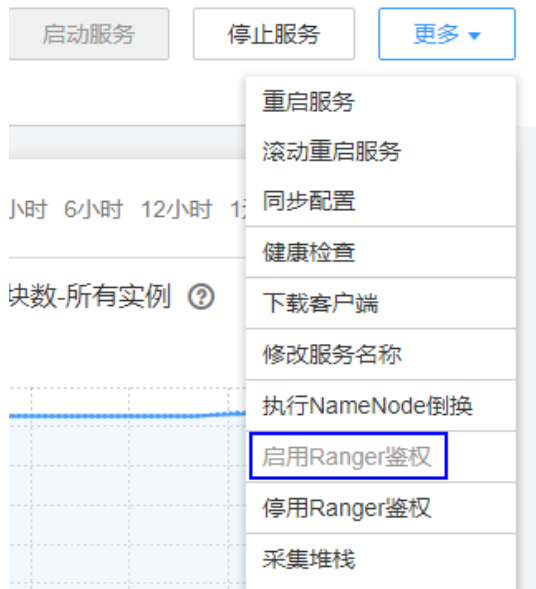 启动服务 停止服务 更多
重启服务
滚动重启服务
小时 6小时 12小时 1
同步配置
健康检查
块数-所有实例 ?
下载客户端
修改服务名称
执行NameNode倒换
启用Ranger鉴权
停用Ranger鉴权
采集堆栈